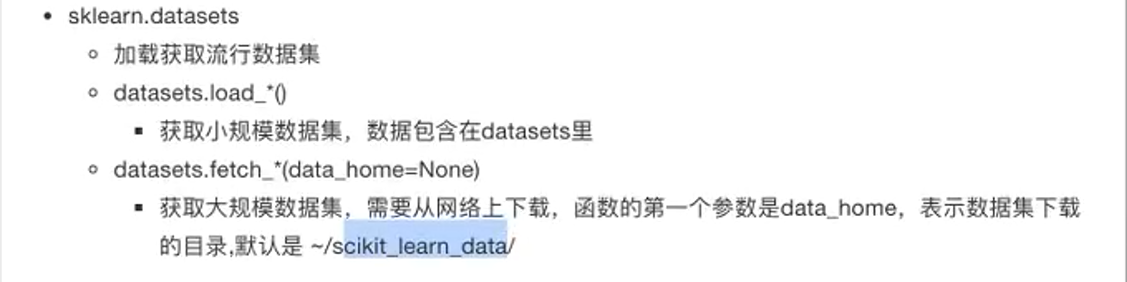 sklearn.datasets
加载获取流行数据集
datasets.load_*()
获取小规模数据集，数据包含在datasets里
datasets.fetch_*(data_home=None)
获取大规模数据集，需要从网络上下载，函数的第一个参数是data_home，表示数据集下载
的目录,默认是 ~/scikit_learn_data/